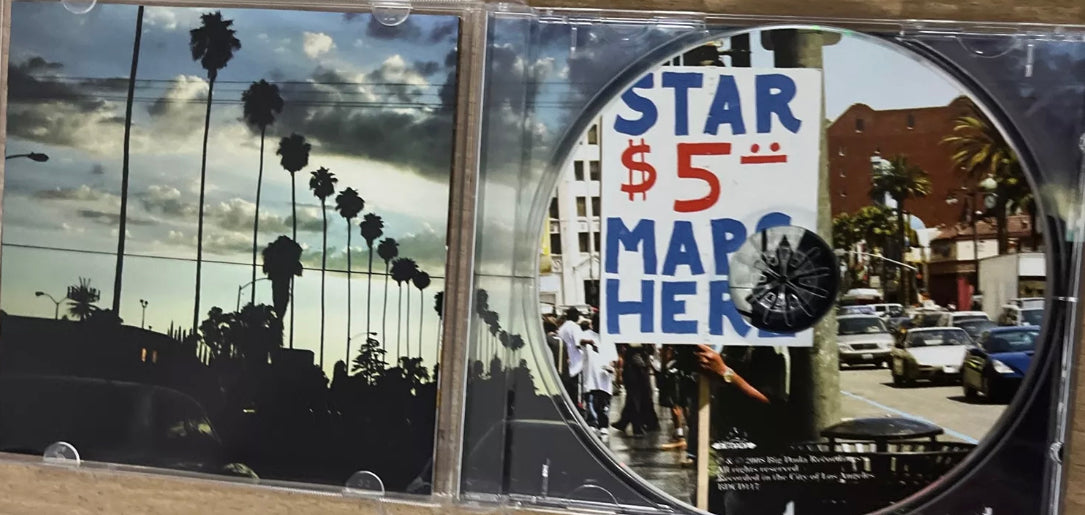 STAR
$5
MAPS
HERE
℗ & © 2005 Big Dada Recordings
All rights reserved
Recorded in the City of Los Angeles
BDCD117